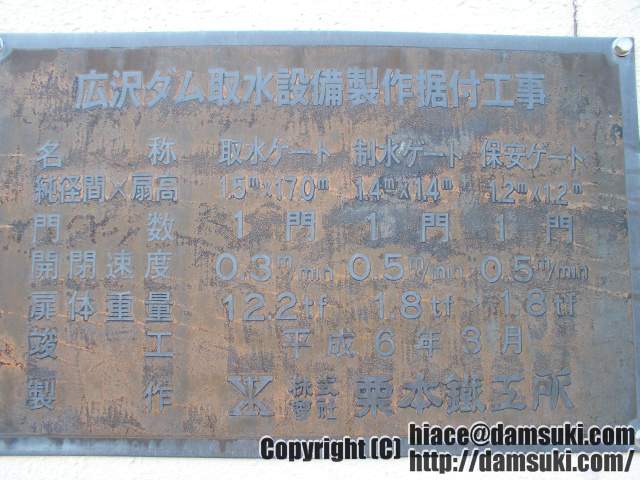 広沢ダム取水設備製作据付工事
名称 取水ゲート 制水ゲート 保安ゲート
純径間×扉高 1.5m×17.0m 1.4m×1.4m 1.2m×1.2m
門数 1門 1門 1門
開閉速度 0.3m/min 0.5m/min 0.5m/min
扉体重量 12.2tf 1.8tf 1.8tf
竣工 平成6年3月
製作 株式会社 栗本鐵工所
Copyright (C) hiace@damsuki.com
http://damsuki.com/